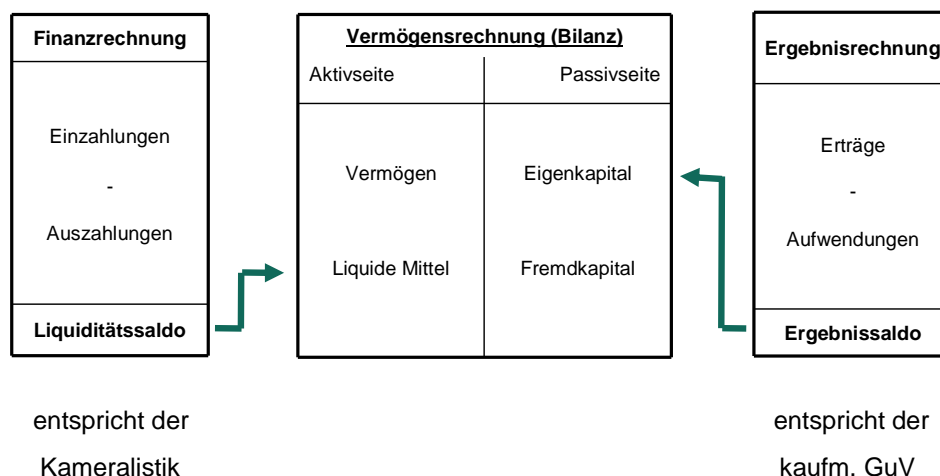 Finanzrechnung
Einzahlungen
-
Auszahlungen
Liquiditätssaldo
entspricht der
Kameralistik
Vermögensrechnung (Bilanz)
Aktivseite
Passivseite
Vermögen
Eigenkapital
Liquide Mittel
Fremdkapital
Ergebnisrechnung
Erträge
-
Aufwendungen
Ergebnissaldo
entspricht der
kaufm. GuV